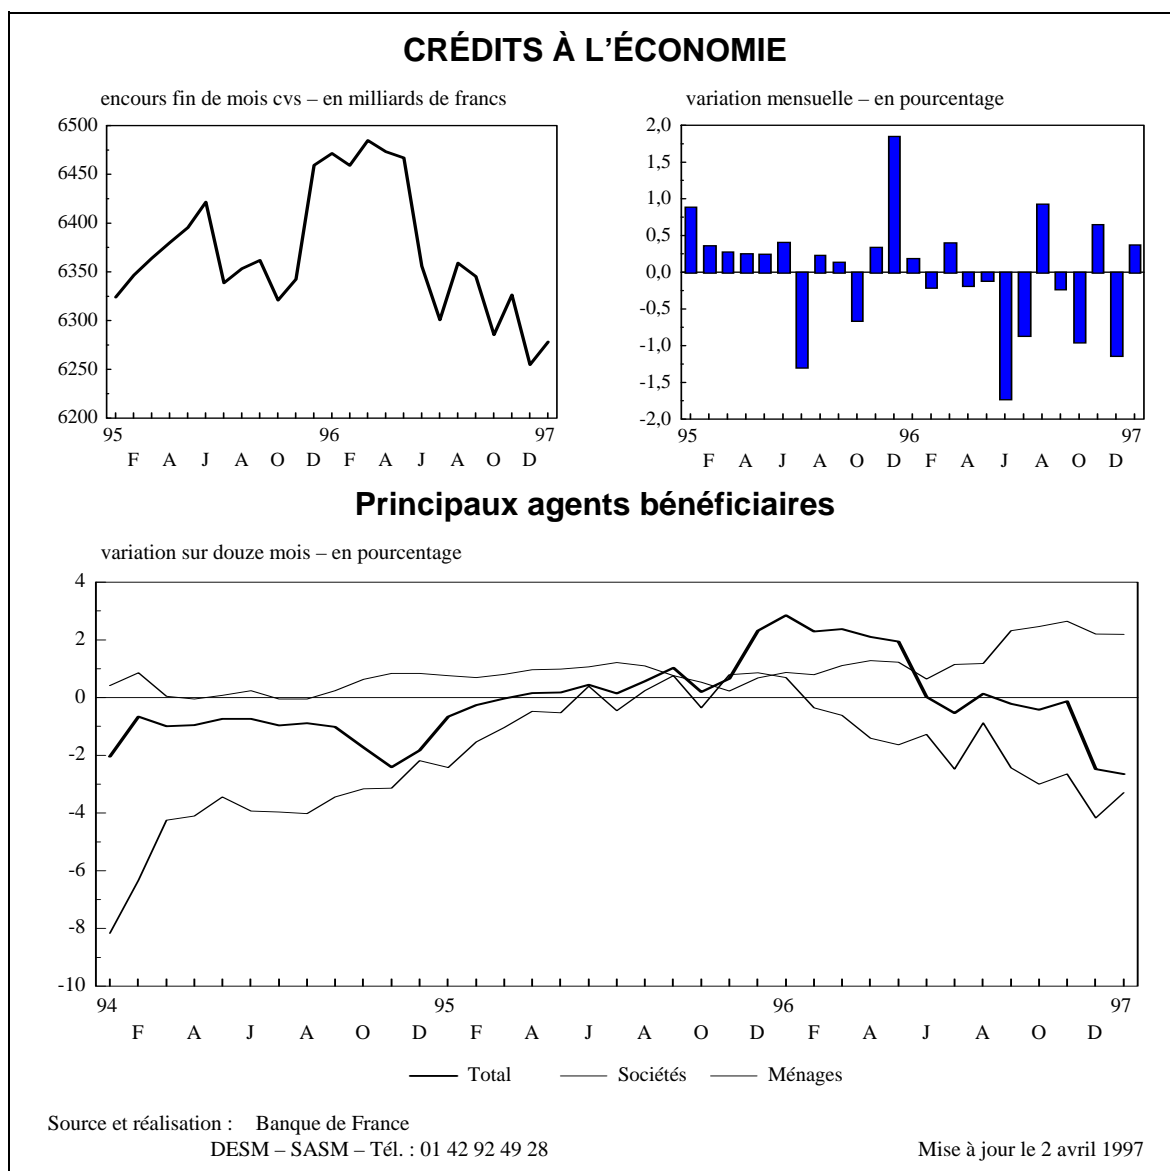 CRÉDITS À L’ÉCONOMIE
encours fin de mois cvs – en milliards de francs
6500
6450
6400
6350
6300
6250
6200
95 96 97
F A J A O D F A J A O D
variation mensuelle – en pourcentage
2,0
1,5
1,0
0,5
0,0
-0,5
-1,0
-1,5
-2,0
95 96 97
F A J A O D F A J A O D
Principaux agents bénéficiaires
variation sur douze mois – en pourcentage
4
2
0
-2
-4
-6
-8
-10
94 95 96 97
F A J A O D F A J A O D F A J A O D
Total Sociétés Ménages
Source et réalisation : Banque de France
DESM – SASM – Tél. : 01 42 92 49 28 Mise à jour le 2 avril 1997